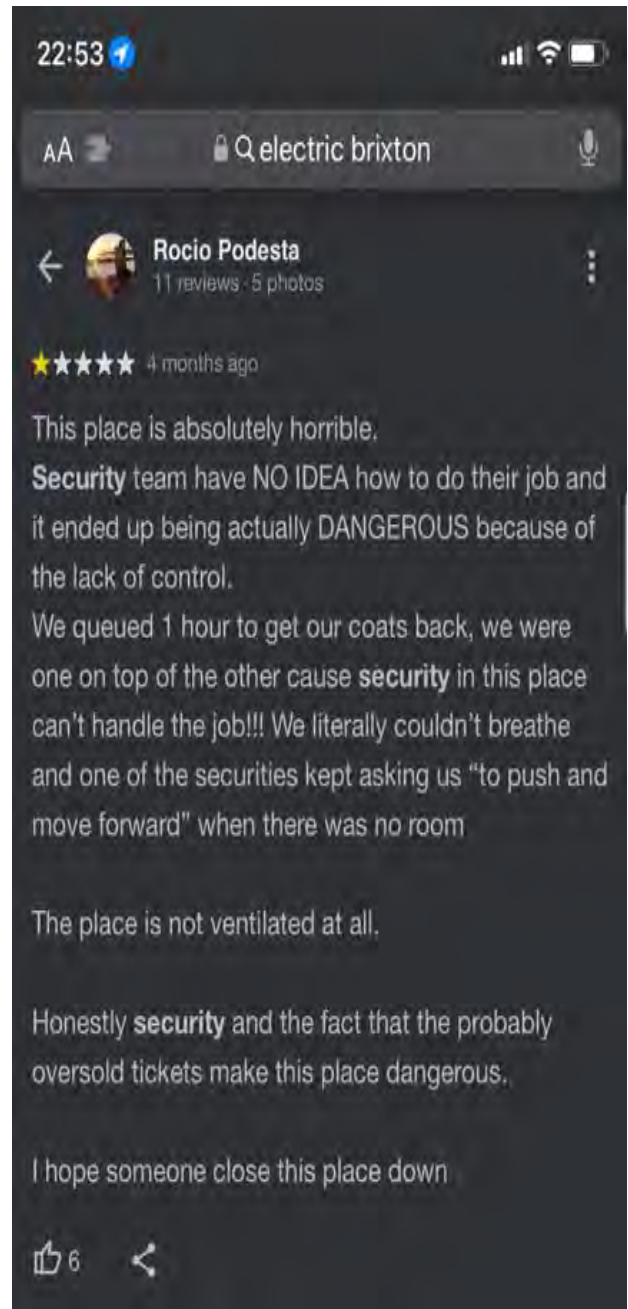 22:53
AA electric brixton
Rocio Podesta
11 reviews · 5 photos
4 months ago
This place is absolutely horrible.
Security team have NO IDEA how to do their job and
it ended up being actually DANGEROUS because of
the lack of control.
We queued 1 hour to get our coats back, we were
one on top of the other cause security in this place
can't handle the job!!! We literally couldn't breathe
and one of the securities kept asking us “to push and
move forward” when there was no room
The place is not ventilated at all.
Honestly security and the fact that the probably
oversold tickets make this place dangerous.
I hope someone close this place down
6